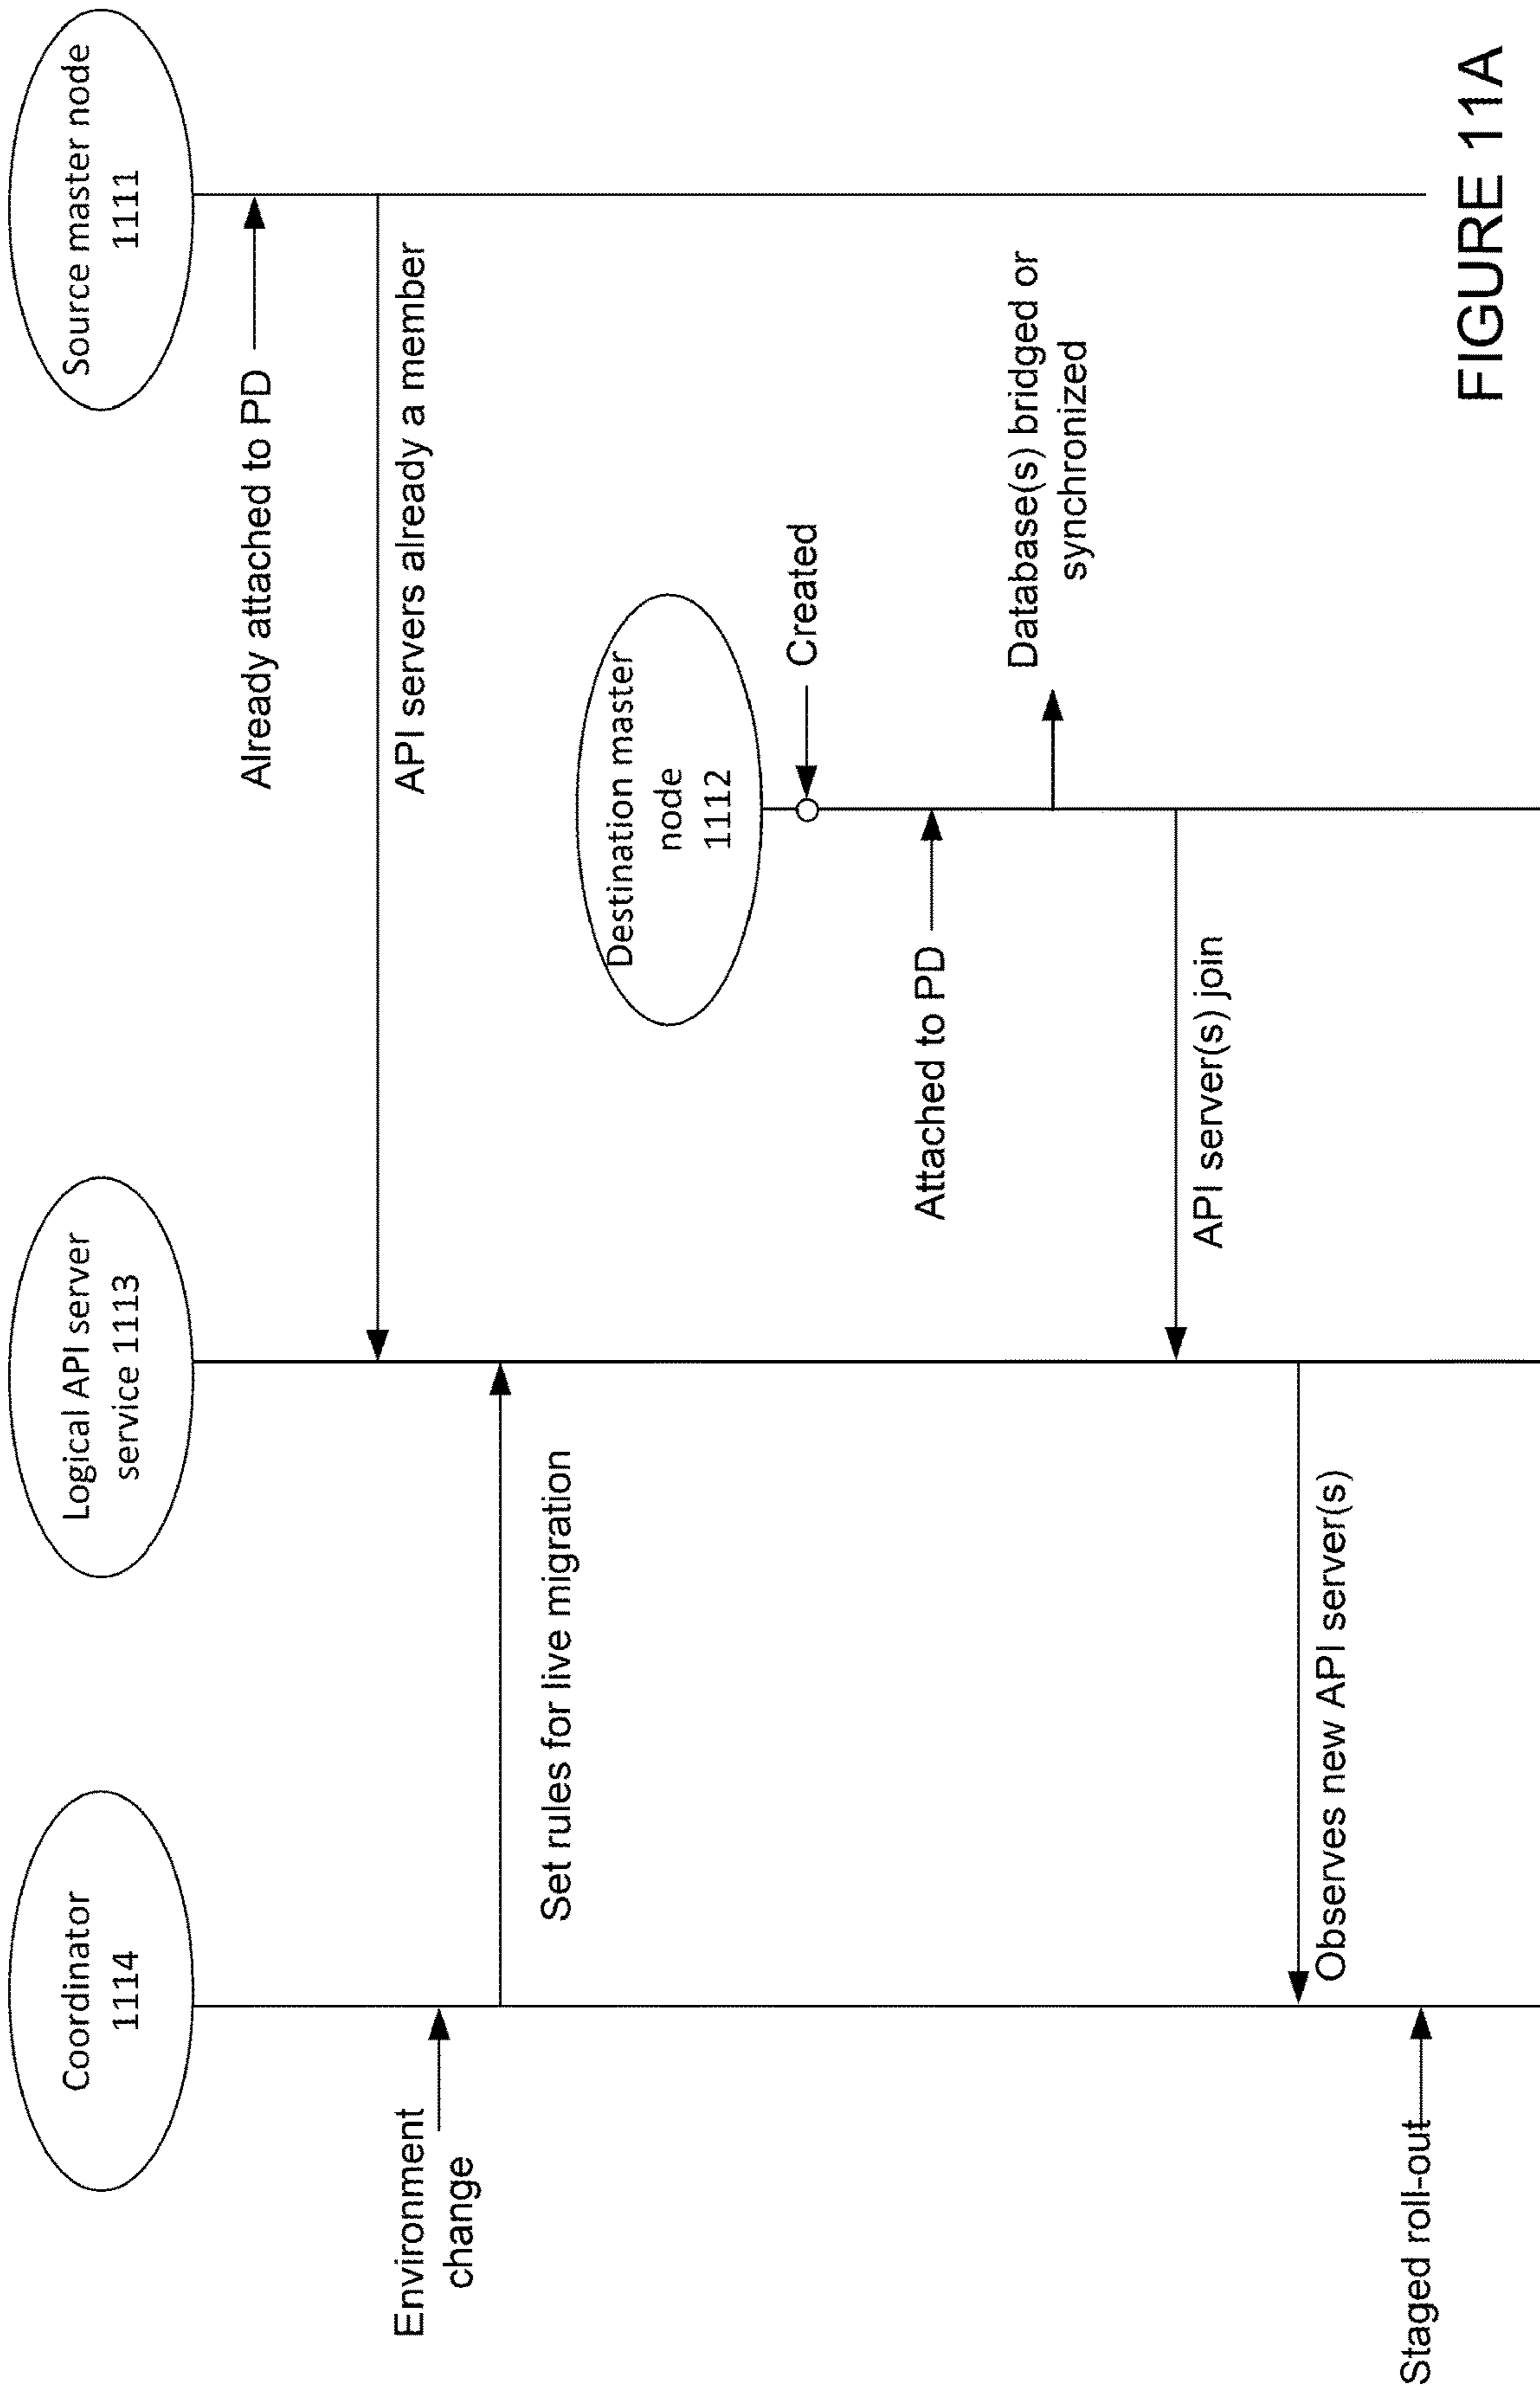 Coordinator
1114
Logical API server
service 1113
Source master node
1111
Already attached to PD
API servers already a member
Environment
change
Set rules for live migration
Destination master
node
1112
Created
Attached to PD
Database(s) bridged or
synchronized
API server(s) join
Observes new API server(s)
Staged roll-out
FIGURE 11A